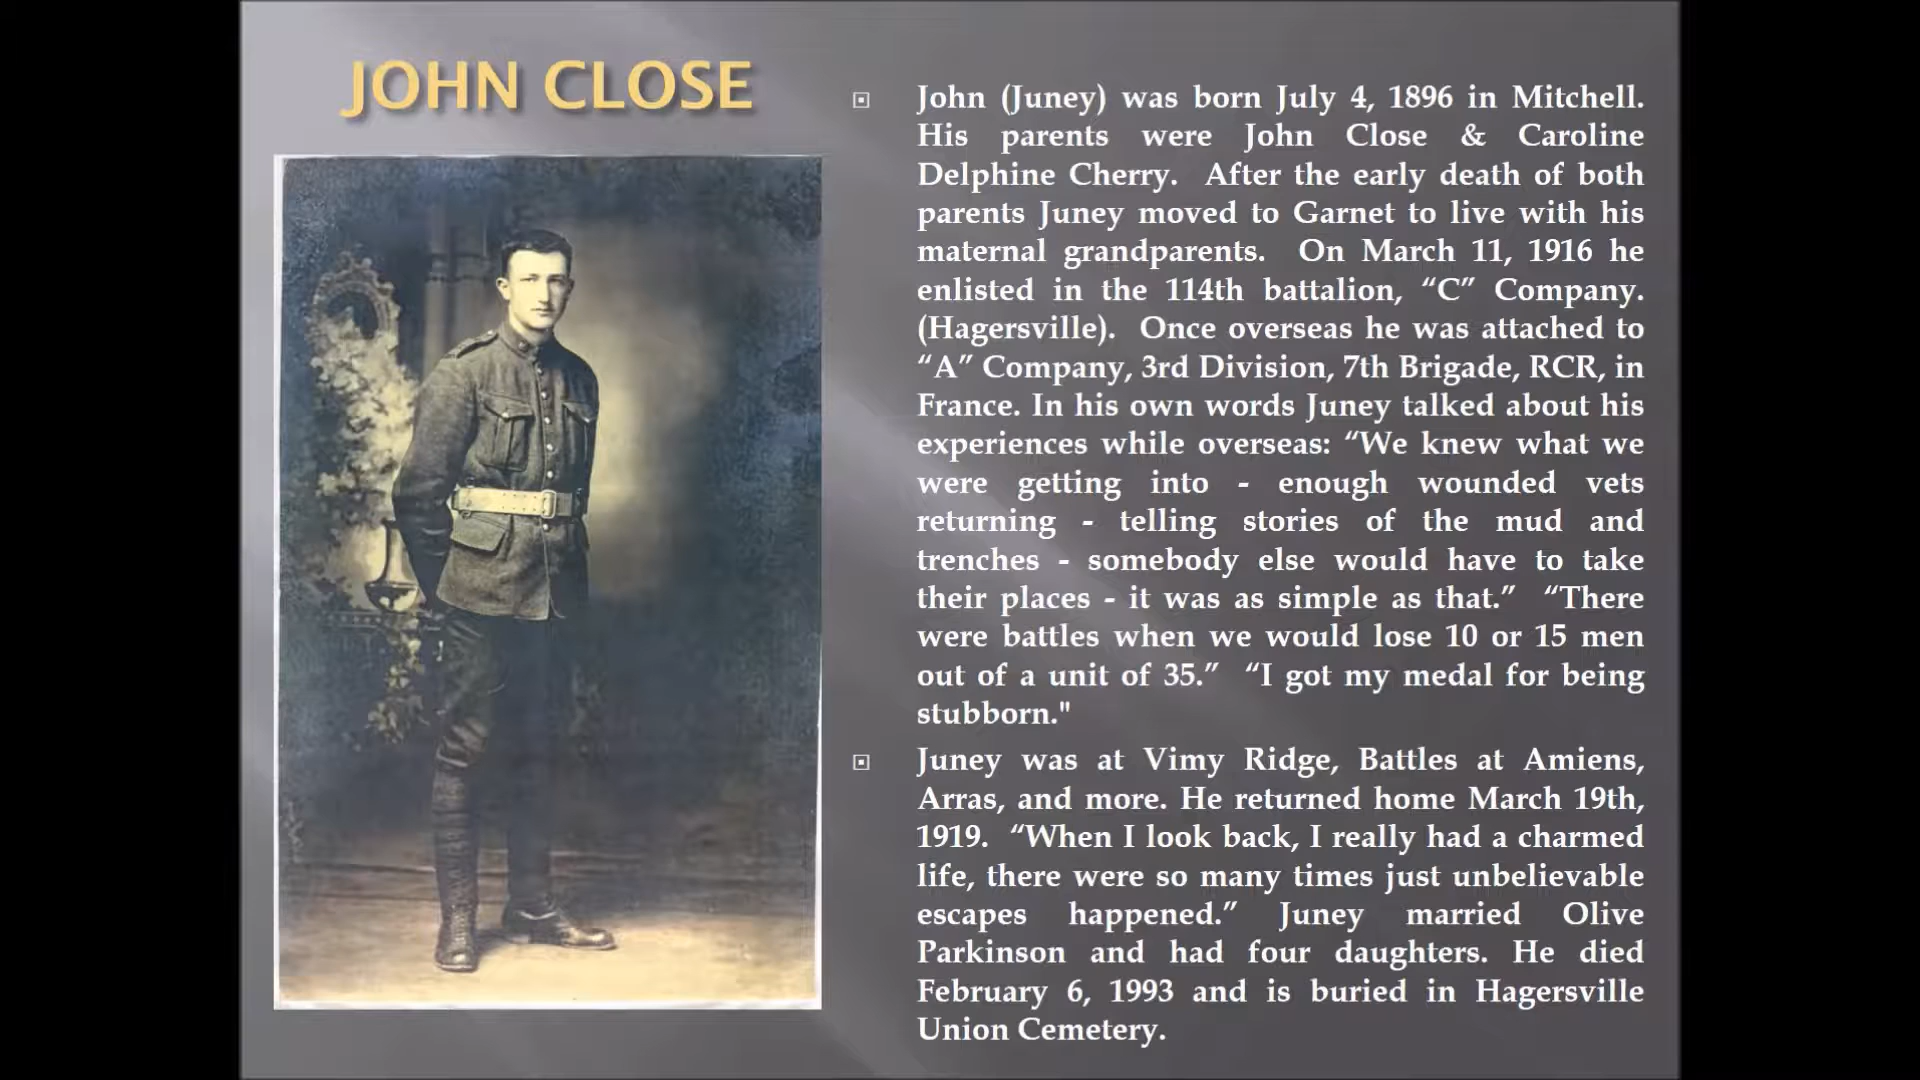 JOHN CLOSE
John (Juney) was born July 4, 1896 in Mitchell.
His parents were John Close & Caroline
Delphine Cherry. After the early death of both
parents Juney moved to Garnet to live with his
maternal grandparents. On March 11, 1916 he
enlisted in the 114th battalion, “C” Company.
(Hagersville). Once overseas he was attached to
“A” Company, 3rd Division, 7th Brigade, RCR, in
France. In his own words Juney talked about his
experiences while overseas: “We knew what we
were getting into - enough wounded vets
returning - telling stories of the mud and
trenches - somebody else would have to take
their places - it was as simple as that.” “There
were battles when we would lose 10 or 15 men
out of a unit of 35.” “I got my medal for being
stubborn."
Juney was at Vimy Ridge, Battles at Amiens,
Arras, and more. He returned home March 19th,
1919. “When I look back, I really had a charmed
life, there were so many times just unbelievable
escapes happened.” Juney married Olive
Parkinson and had four daughters. He died
February 6, 1993 and is buried in Hagersville
Union Cemetery.